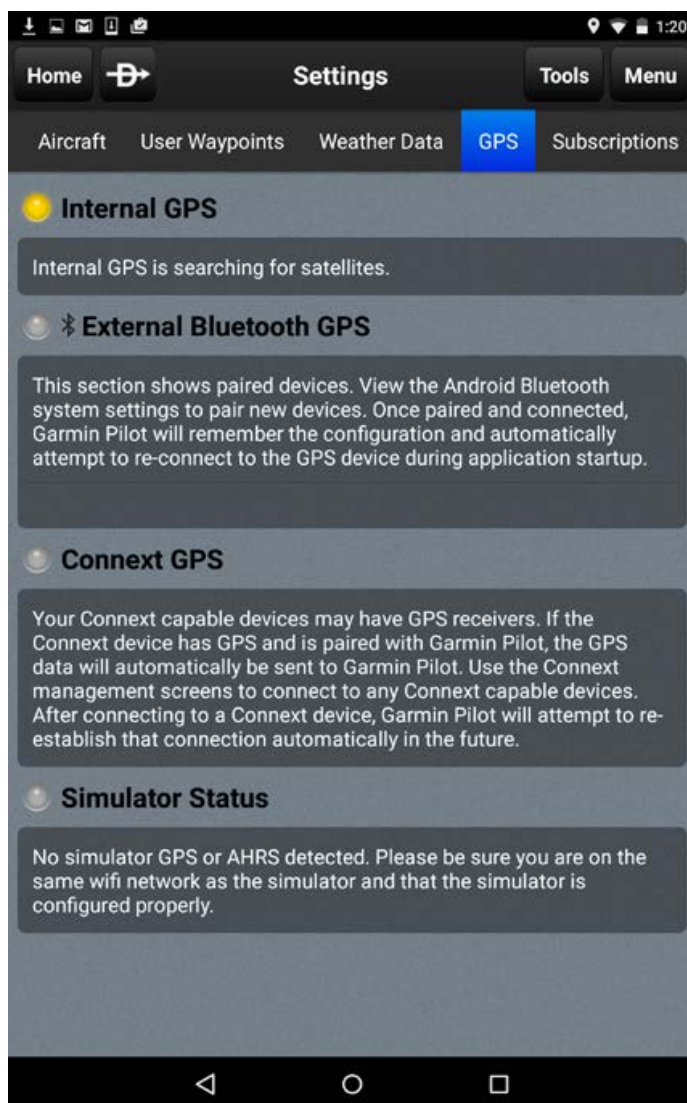 1:20
Home
Settings
Tools
Menu
Aircraft
User Waypoints
Weather Data
GPS
Subscriptions
Internal GPS
Internal GPS is searching for satellites.
External Bluetooth GPS
This section shows paired devices. View the Android Bluetooth
system settings to pair new devices. Once paired and connected,
Garmin Pilot will remember the configuration and automatically
attempt to re-connect to the GPS device during application startup.
Connext GPS
Your Connext capable devices may have GPS receivers. If the
Connext device has GPS and is paired with Garmin Pilot, the GPS
data will automatically be sent to Garmin Pilot. Use the Connext
management screens to connect to any Connext capable devices.
After connecting to a Connext device, Garmin Pilot will attempt to re-
establish that connection automatically in the future.
Simulator Status
No simulator GPS or AHRS detected. Please be sure you are on the
same wifi network as the simulator and that the simulator is
configured properly.